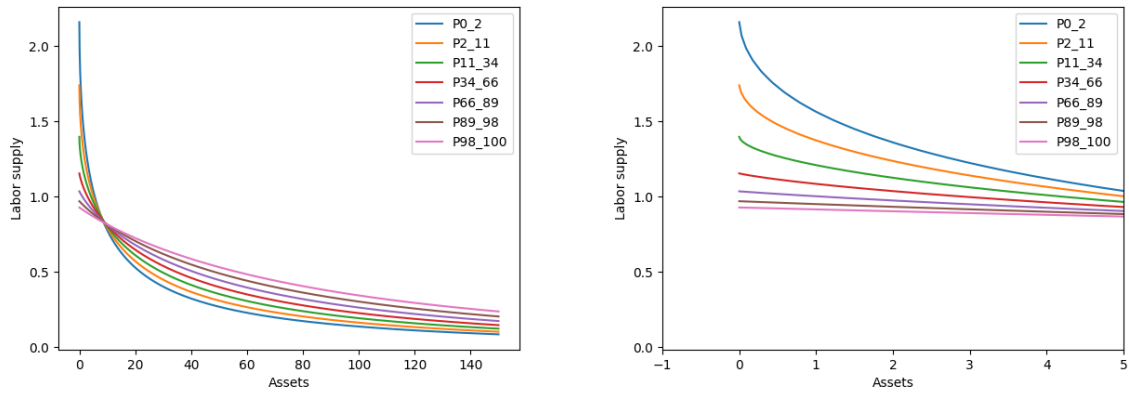 2.0
1.5
1.0
0.5
0.0
Labor supply
0 20 40 60 80 100 120 140
Assets
P0_2
P2_11
P11_34
P34_66
P66_89
P89_98
P98_100
2.0
1.5
1.0
0.5
0.0
Labor supply
−1 0 1 2 3 4 5
Assets
P0_2
P2_11
P11_34
P34_66
P66_89
P89_98
P98_100